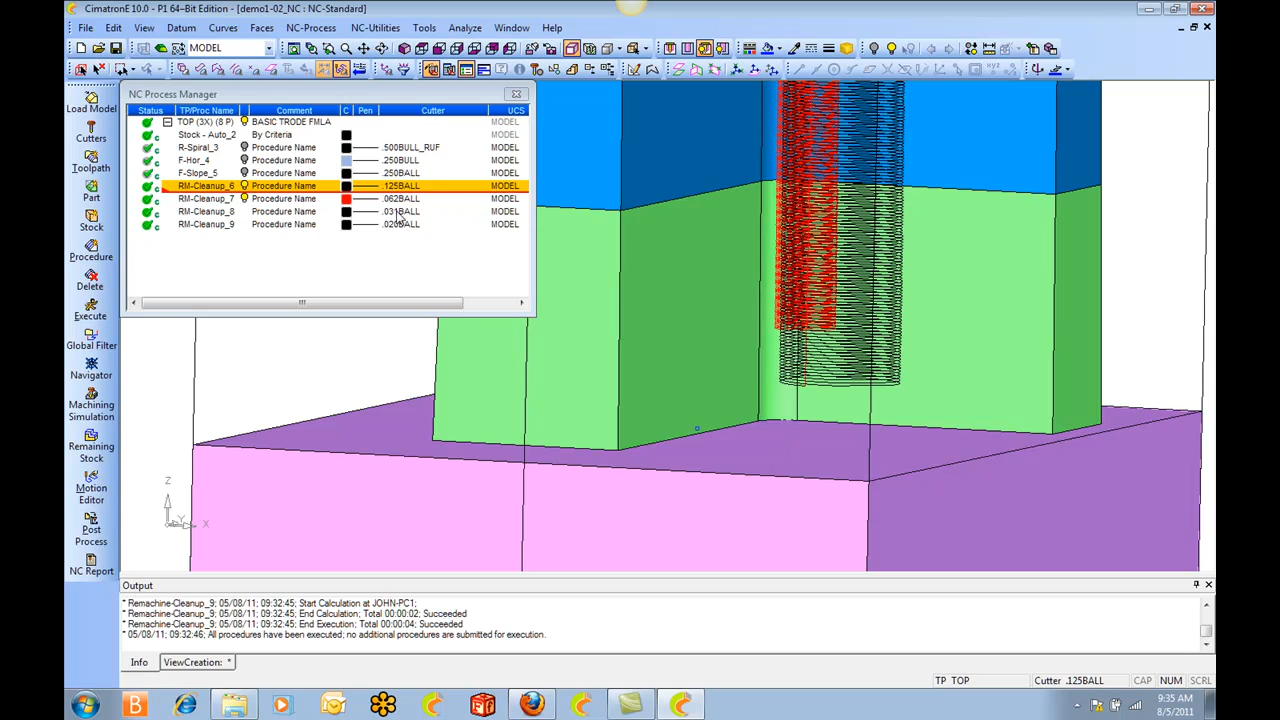 CimatronE 10.0 - P1 64-Bit Edition - [demo1-02_NC : NC-Standard]
File Edit View Datum Curves Faces NC-Process NC-Utilities Tools Analyze Window Help
MODEL
Load Model
Cutters
Toolpath
Part
Stock
Procedure
Delete
Execute
Global Filter
Navigator
Machining
Simulation
Remaining
Stock
Motion
Editor
Post
Process
NC Report
NC Process Manager
Status TP/Proc Name Comment C Pen Cutter UCS
TOP (3X) (8 P) BASIC TRODE FMLA MODEL
Stock - Auto_2 By Criteria MODEL
R-Spiral_3 Procedure Name .500BULL_RUF MODEL
F-Hor_4 Procedure Name .250BULL MODEL
F-Slope_5 Procedure Name .250BALL MODEL
RM-Cleanup_6 Procedure Name .125BALL MODEL
RM-Cleanup_7 Procedure Name .062BALL MODEL
RM-Cleanup_8 Procedure Name .031BALL MODEL
RM-Cleanup_9 Procedure Name .020BALL MODEL
Z
Y
X
Output
* Remachine-Cleanup_9; 05/08/11; 09:32:45; Start Calculation at JOHN-PC1;
* Remachine-Cleanup_9; 05/08/11; 09:32:45; End Calculation; Total 00:00:02; Succeeded
* Remachine-Cleanup_9; 05/08/11; 09:32:45; End Execution; Total 00:00:04; Succeeded
* 05/08/11; 09:32:46; All procedures have been executed; no additional procedures are submitted for execution.
Info ViewCreation: *
TP TOP Cutter .125BALL CAP NUM SCRL
9:35 AM
8/5/2011